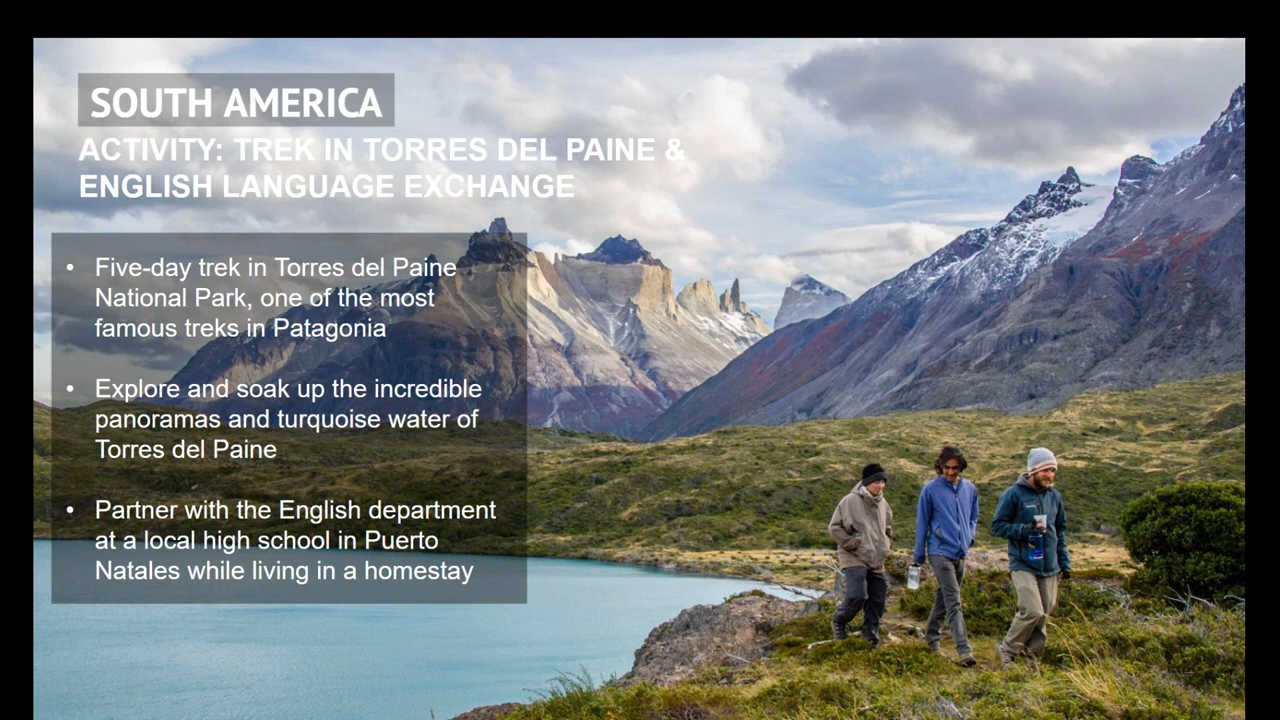 SOUTH AMERICA
ACTIVITY: TREK IN TORRES DEL PAINE &
ENGLISH LANGUAGE EXCHANGE
• Five-day trek in Torres del Paine
National Park, one of the most
famous treks in Patagonia
• Explore and soak up the incredible
panoramas and turquoise water of
Torres del Paine
• Partner with the English department
at a local high school in Puerto
Natales while living in a homestay